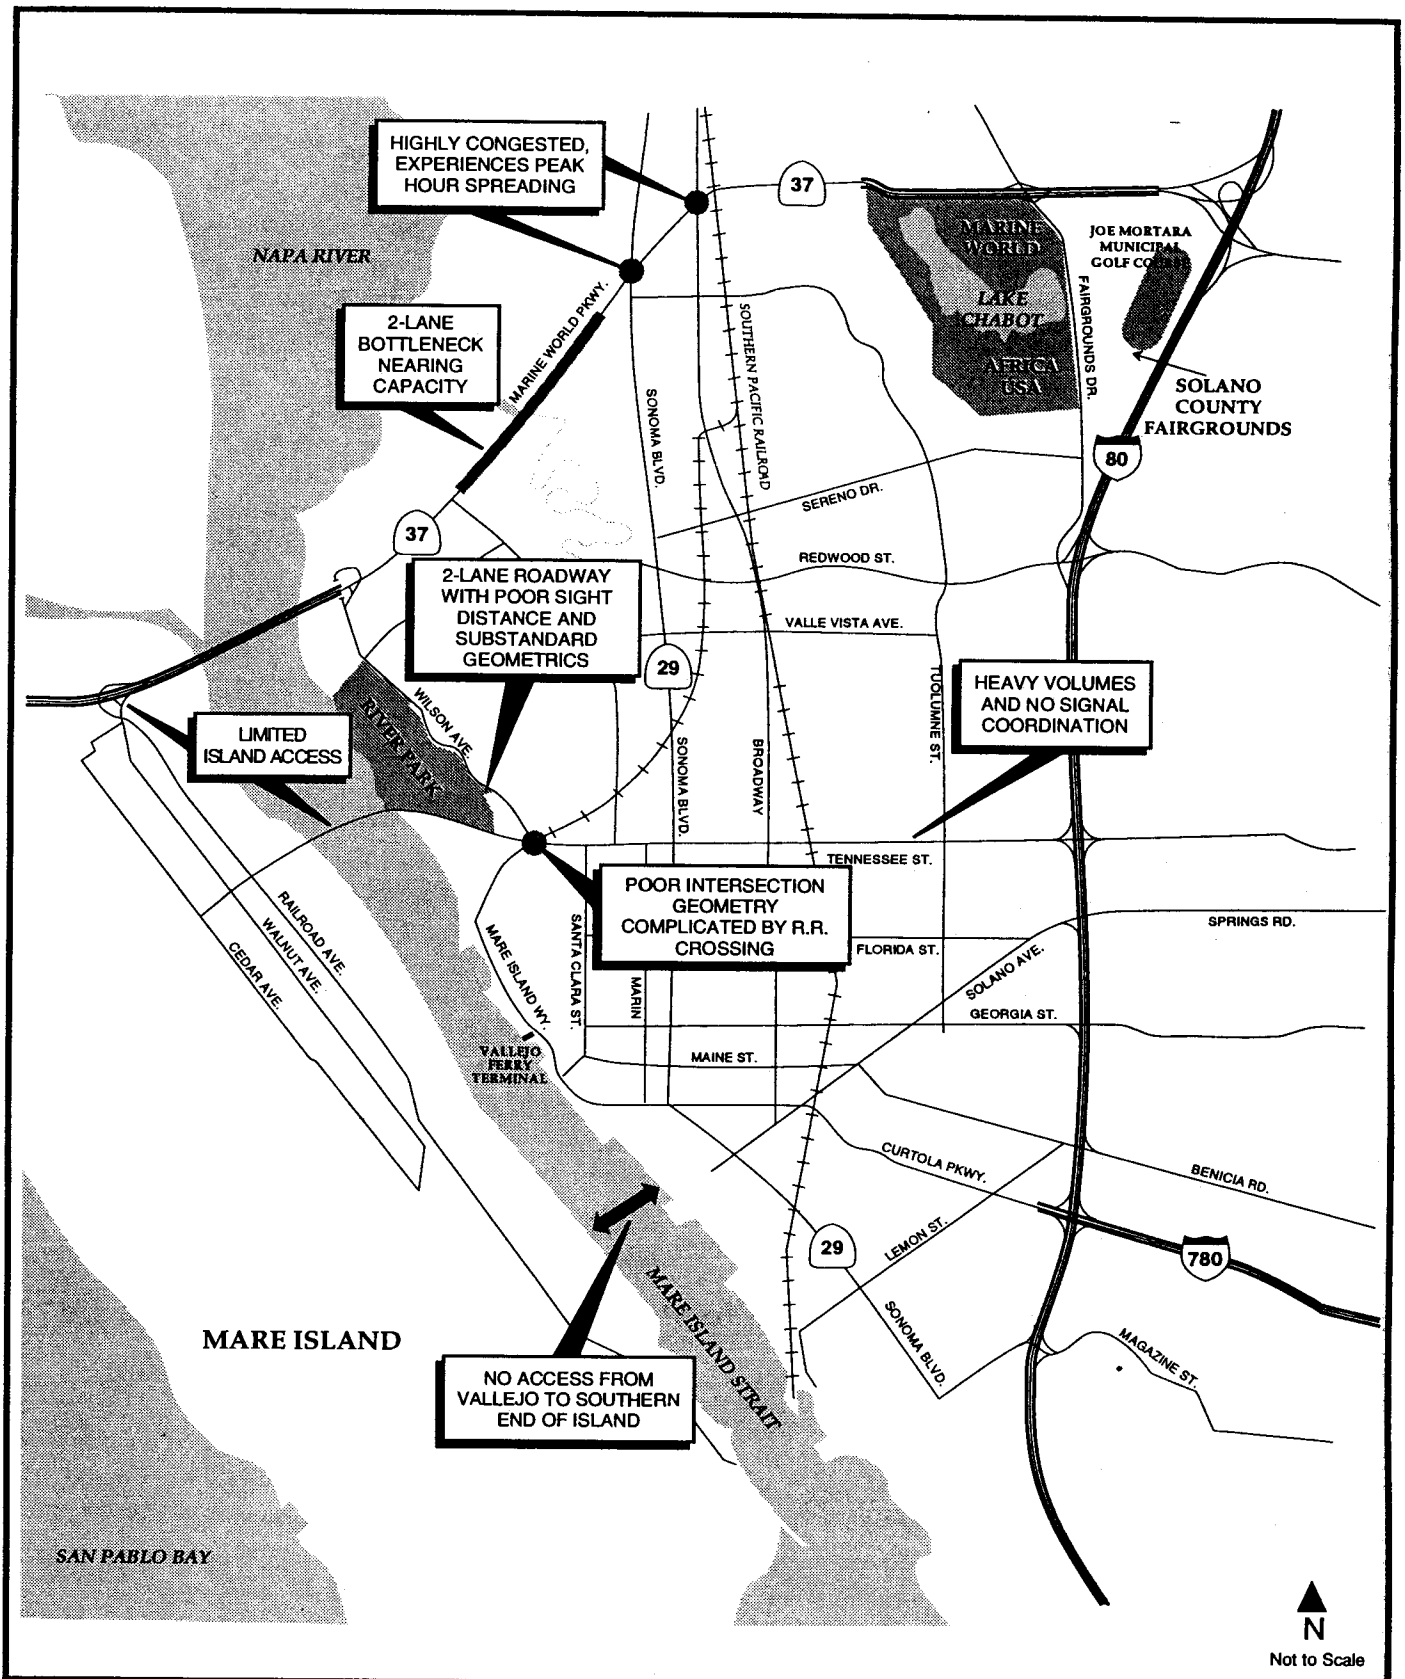 HIGHLY CONGESTED,
EXPERIENCES PEAK
HOUR SPREADING
37
MARINE
WORLD
JOE MORTARA
MUNICIPAL
GOLF COURSE
NAPA RIVER
LAKE
CHABOT
AFRICA
USA
FAIRGROUNDS DR.
2-LANE
BOTTLENECK
NEARING
CAPACITY
MARINE WORLD PKWY.
SOUTHERN PACIFIC RAILROAD
SONOMA BLVD.
SOLANO
COUNTY
FAIRGROUNDS
80
SERENO DR.
37
REDWOOD ST.
2-LANE ROADWAY
WITH POOR SIGHT
DISTANCE AND
SUBSTANDARD
GEOMETRICS
VALLE VISTA AVE.
29
TUOLUMNE ST.
HEAVY VOLUMES
AND NO SIGNAL
COORDINATION
WILSON AVE.
RIVER PARK
LIMITED
ISLAND ACCESS
SONOMA BLVD.
BROADWAY
TENNESSEE ST.
POOR INTERSECTION
GEOMETRY
COMPLICATED BY R.R.
CROSSING
RAILROAD AVE.
WALNUT AVE.
CEDAR AVE.
MARE ISLAND WY.
SANTA CLARA ST.
MARIN
FLORIDA ST.
SOLANO AVE.
SPRINGS RD.
GEORGIA ST.
VALLEJO
FERRY
TERMINAL
MAINE ST.
CURTOLA PKWY.
BENICIA RD.
LEMON ST.
29
780
MARE ISLAND STRAIT
SONOMA BLVD.
MAGAZINE ST.
MARE ISLAND
NO ACCESS FROM
VALLEJO TO SOUTHERN
END OF ISLAND
SAN PABLO BAY
N
Not to Scale